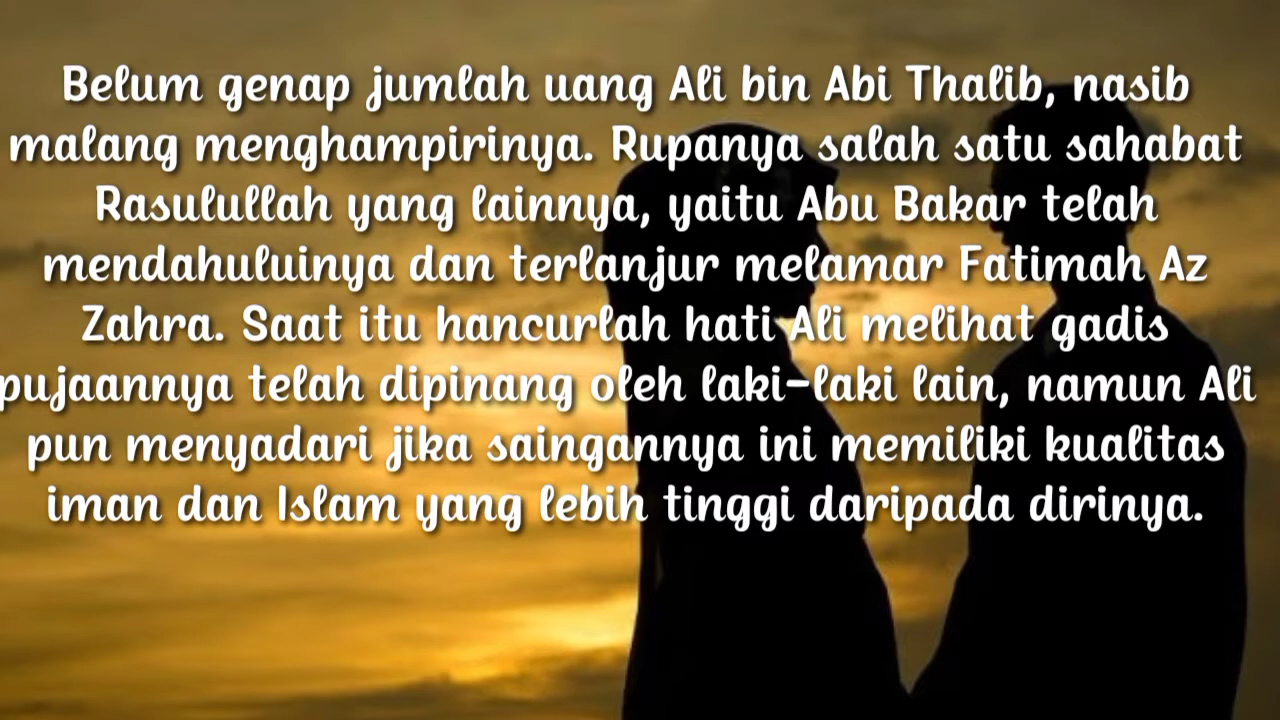 Belum genap jumlah uang Ali bin Abi Thalib, nasib
malang menghampirinya. Rupanya salah satu sahabat
Rasulullah yang lainnya, yaitu Abu Bakar telah
mendahuluinya dan terlanjur melamar Fatimah Az
Zahra. Saat itu hancurlah hati Ali melihat gadis
pujaannya telah dipinang oleh laki-laki lain, namun Ali
pun menyadari jika saingannya ini memiliki kualitas
iman dan Islam yang lebih tinggi daripada dirinya.